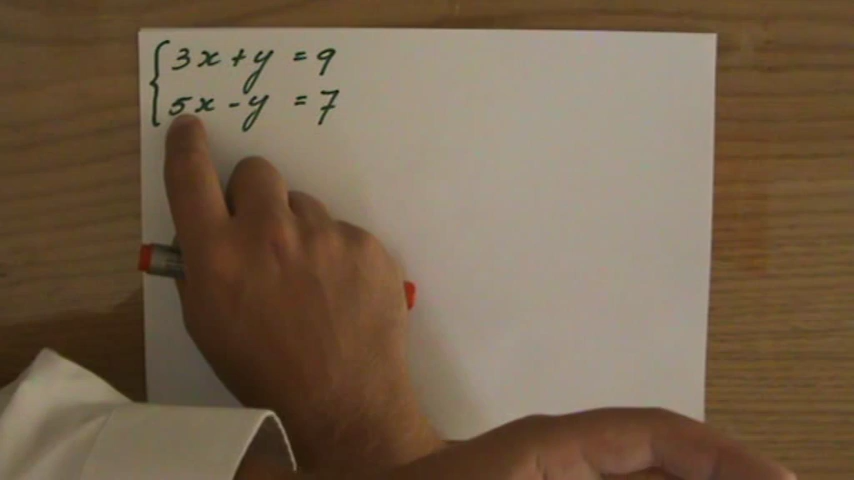 3x + y = 9
5x - y = 7